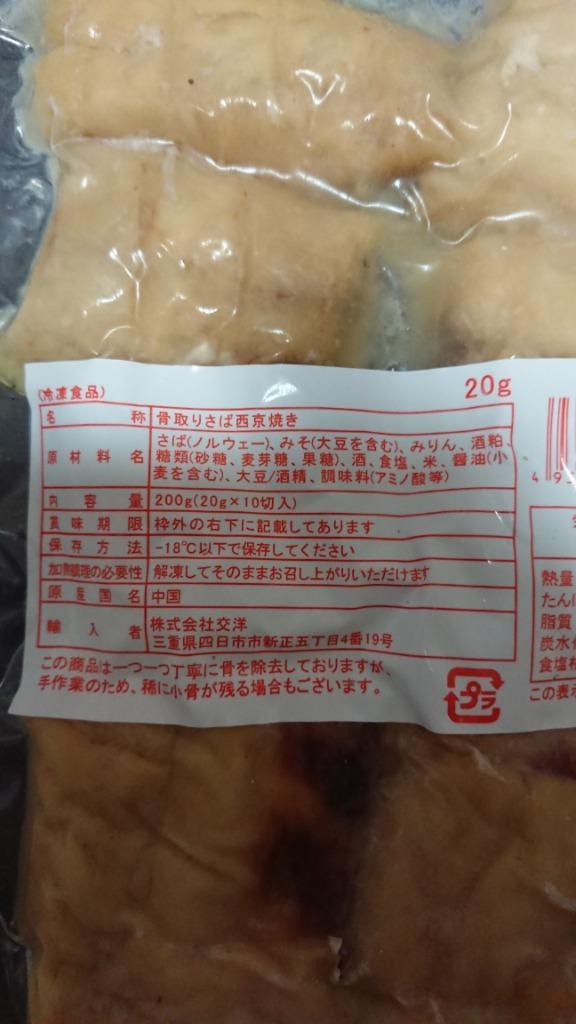 (冷凍食品)
20g
名称 骨取りさば西京焼き
原材料名 さば(ノルウェー)、みそ(大豆を含む)、みりん、酒粕、
糖類(砂糖、麦芽糖、果糖)、酒、食塩、米、醤油(小
麦を含む)、大豆/酒精、調味料(アミノ酸等)
内容量 200g(20g×10切入)
賞味期限 枠外の右下に記載してあります
保存方法 -18℃以下で保存してください
加熱調理の必要性 解凍してそのままお召し上がりいただけます
原産国名 中国
輸入者 株式会社交洋
三重県四日市市新正五丁目4番19号
この商品は一つ一つ丁寧に骨を除去しておりますが、
手作業のため、稀に小骨が残る場合もございます。
プラ
4 9
熱量
たん
脂質
炭水
食塩
この表